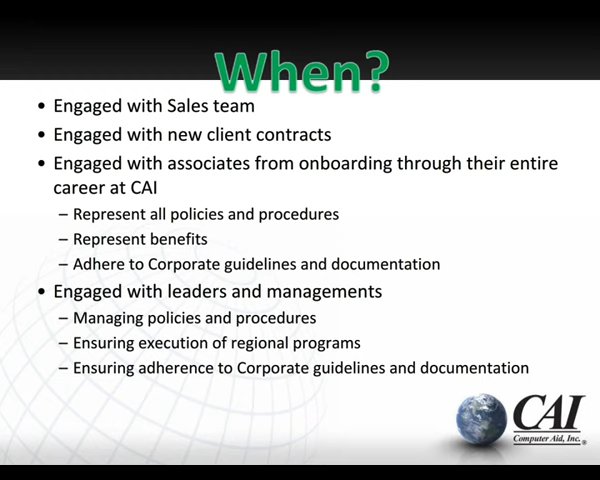 When?
• Engaged with Sales team
• Engaged with new client contracts
• Engaged with associates from onboarding through their entire
career at CAI
– Represent all policies and procedures
– Represent benefits
– Adhere to Corporate guidelines and documentation
• Engaged with leaders and managements
– Managing policies and procedures
– Ensuring execution of regional programs
– Ensuring adherence to Corporate guidelines and documentation
CAI
Computer Aid, Inc.®